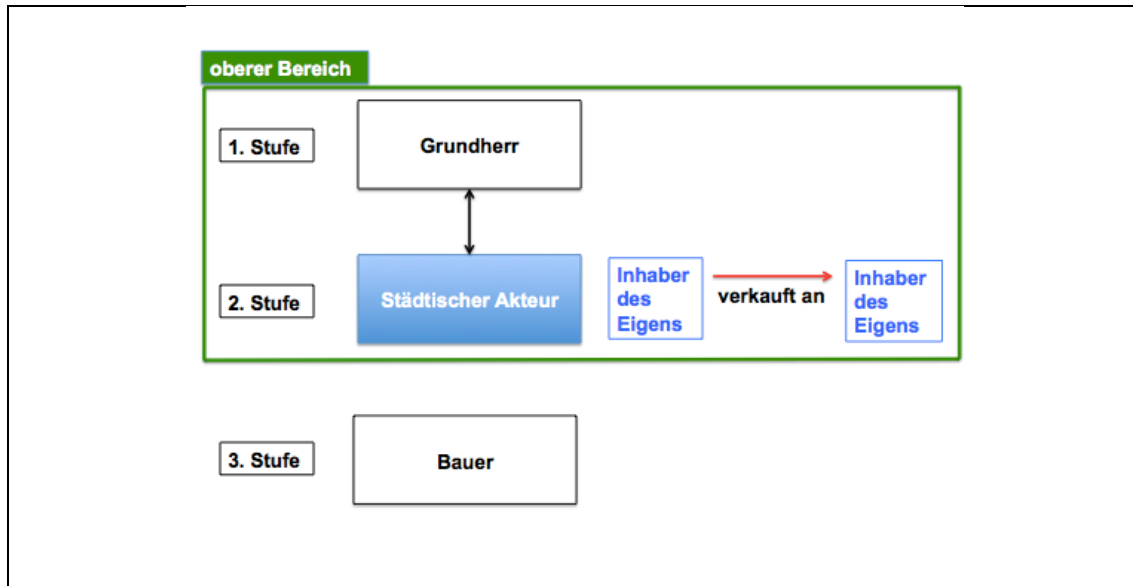 oberer Bereich
1. Stufe
Grundherr
2. Stufe
Städtischer Akteur
Inhaber
des
Eigens
verkauft an
Inhaber
des
Eigens
3. Stufe
Bauer